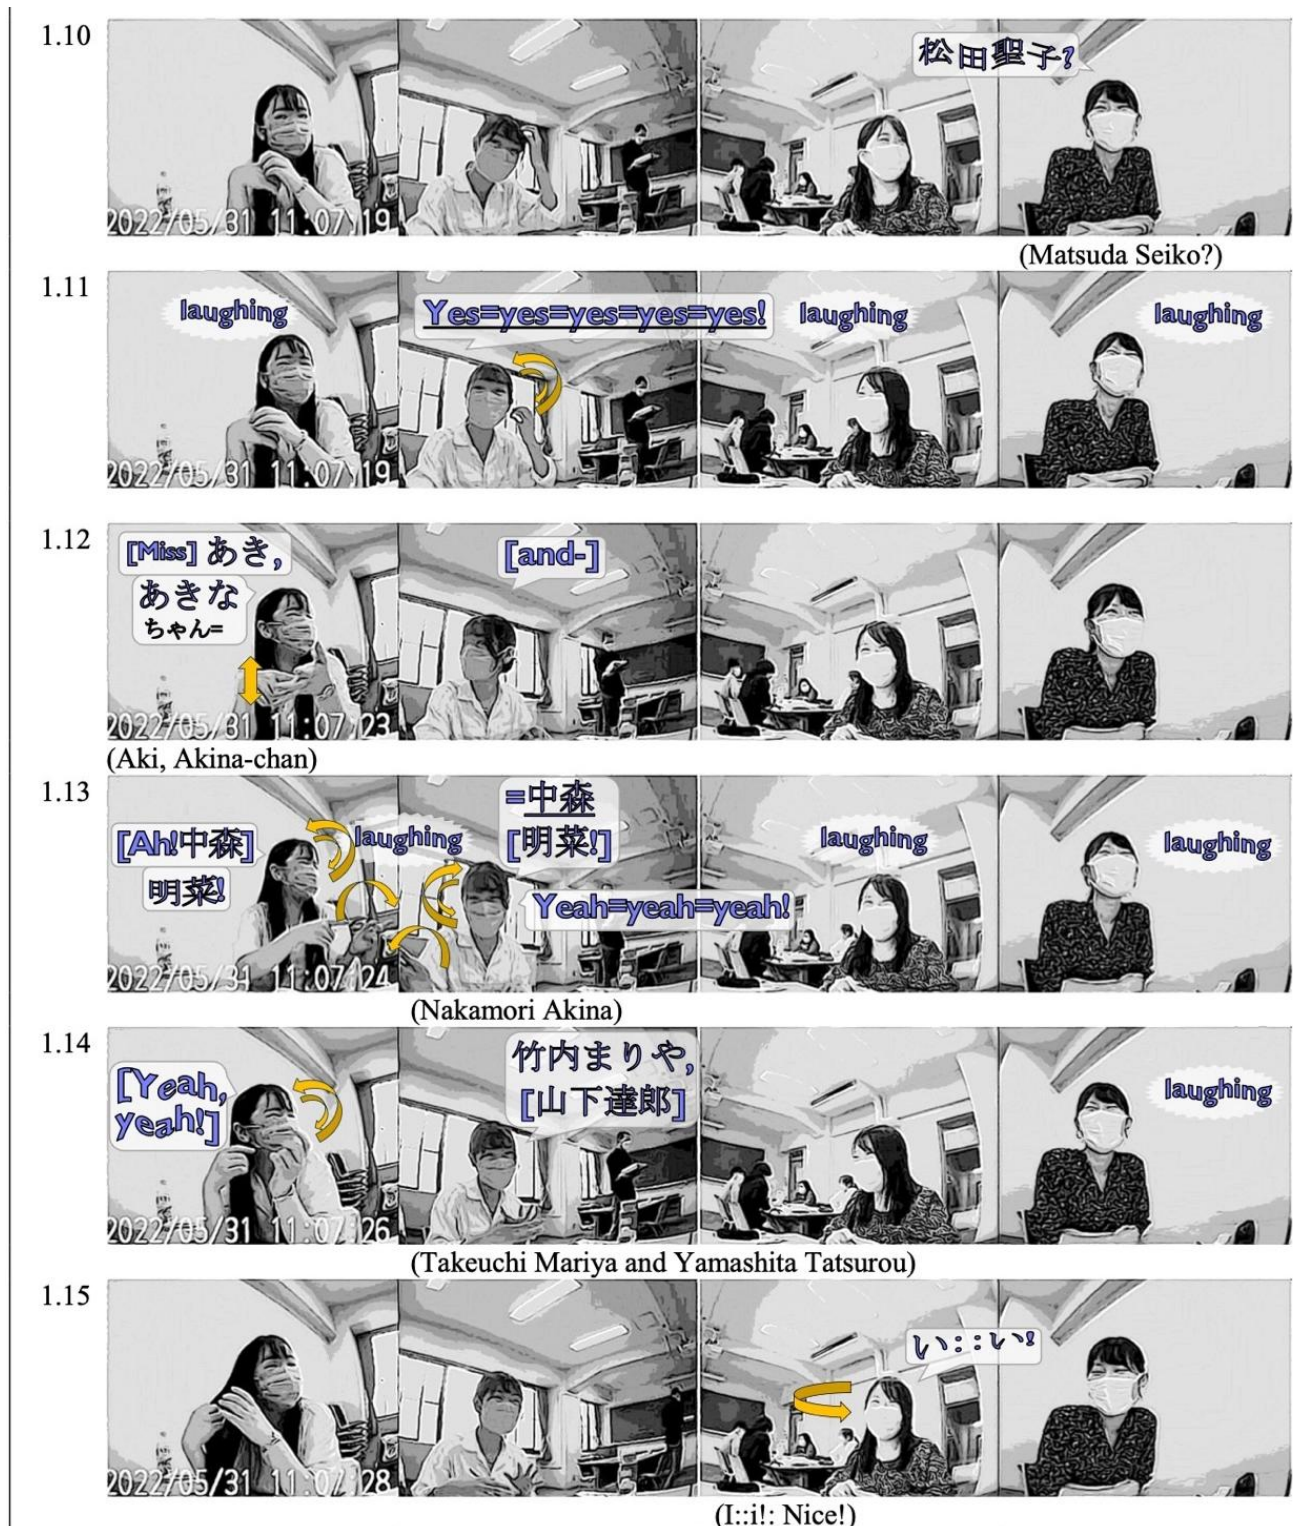 1.10
松田聖子?
2022/05/31 11:07:19
(Matsuda Seiko?)
1.11
laughing
Yes=yes=yes=yes=yes!
laughing
laughing
2022/05/31 11:07:19
1.12
[Miss] あき,
あきな
ちゃん=
[and-]
2022/05/31 11:07:23
(Aki, Akina-chan)
1.13
[Ah!中森]
明菜!
laughing
=中森
[明菜!]
Yeah=yeah=yeah!
laughing
laughing
2022/05/31 11:07:24
(Nakamori Akina)
1.14
[Yeah,
yeah!]
竹内まりや,
[山下達郎]
laughing
2022/05/31 11:07:26
(Takeuchi Mariya and Yamashita Tatsurou)
1.15
い::い!
2022/05/31 11:07:28
(I::i!: Nice!)